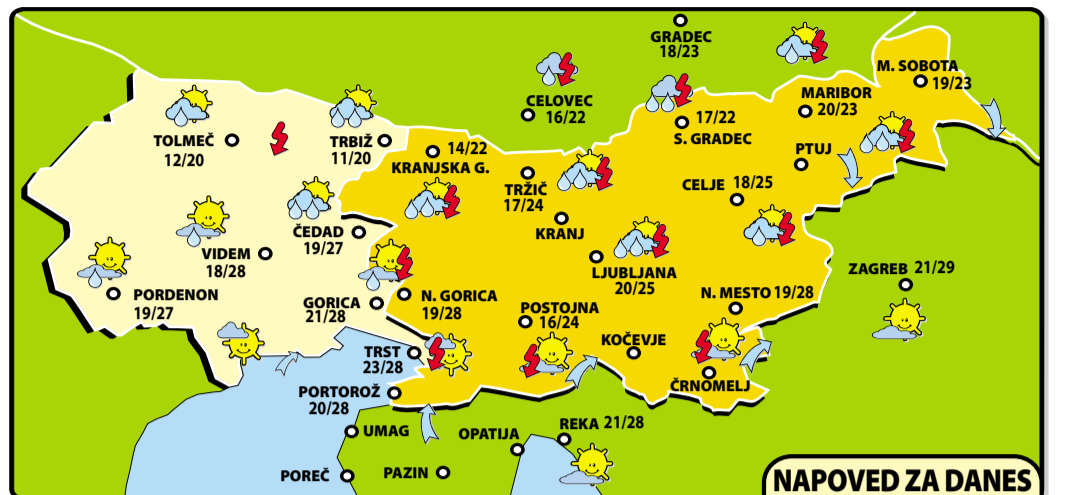 GRADEC
18/23
M. SOBOTA
19/23
CELOVEC
16/22
MARIBOR
20/23
17/22
S. GRADEC
TOLMEČ
12/20
TRBIŽ
11/20
14/22
KRANJSKA G.
PTUJ
TRŽIČ
17/24
CELJE 18/25
KRANJ
ČEDAD
19/27
VIDEM
18/28
LJUBLJANA
20/25
ZAGREB 21/29
PORDENON
19/27
GORICA
21/28
N. GORICA
19/28
N. MESTO 19/28
POSTOJNA
16/24
KOČEVJE
TRST
23/28
ČRNOMELJ
PORTOROŽ
20/28
UMAG
OPATIJA
REKA 21/28
POREČ
PAZIN
NAPOVED ZA DANES